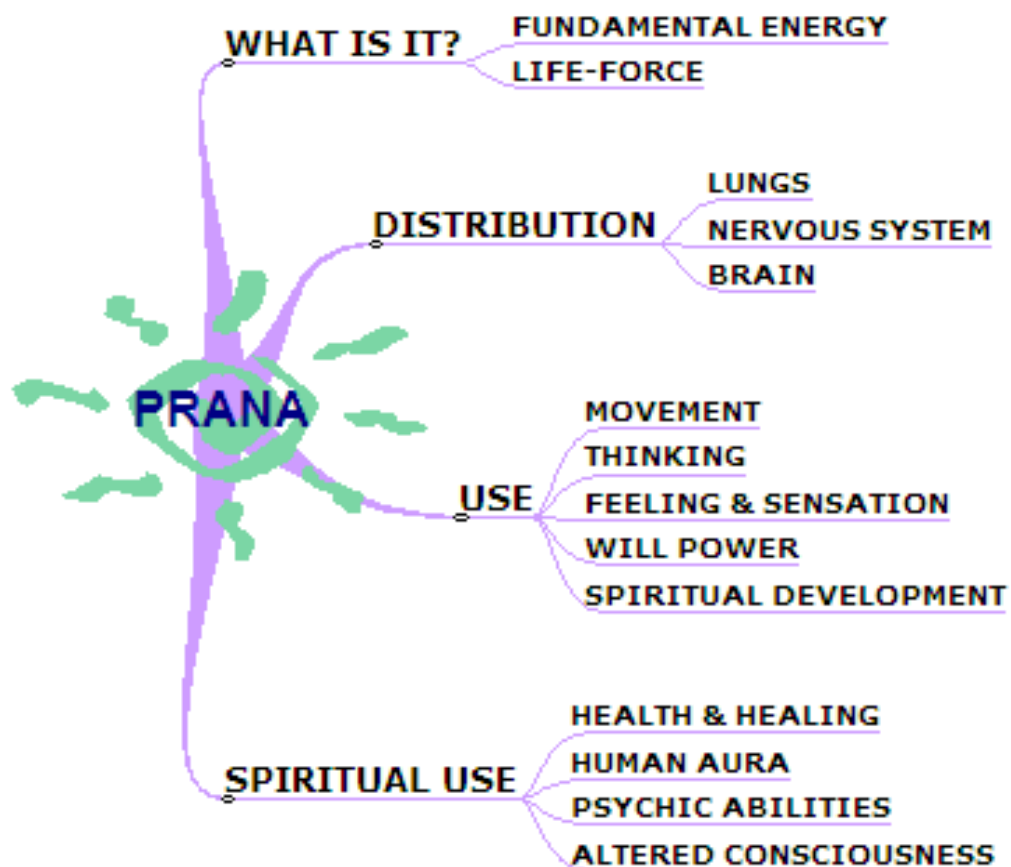 WHAT IS IT?
FUNDAMENTAL ENERGY
LIFE-FORCE
DISTRIBUTION
LUNGS
NERVOUS SYSTEM
BRAIN
PRANA
USE
MOVEMENT
THINKING
FEELING & SENSATION
WILL POWER
SPIRITUAL DEVELOPMENT
SPIRITUAL USE
HEALTH & HEALING
HUMAN AURA
PSYCHIC ABILITIES
ALTERED CONSCIOUSNESS